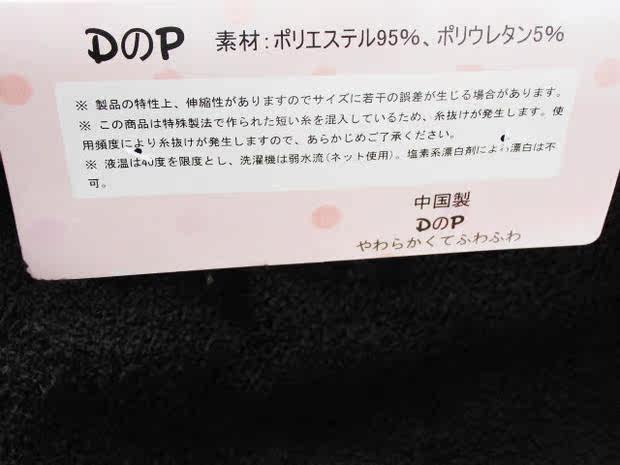 DのP 素材:ポリエステル95%、ポリウレタン5%
※ 製品の特性上、伸縮性がありますのでサイズに若干の誤差が生じる場合があります。
※ この商品は特殊製法で作られた短い糸を混入しているため、糸抜けが発生します。使
用頻度により糸抜けが発生しますので、あらかじめご了承ください。
※ 液温は40度を限度とし、洗濯機は弱水流(ネット使用)。塩素系漂白剤による漂白は不
可。
中国製
DのP
やわらかくてふわふわ